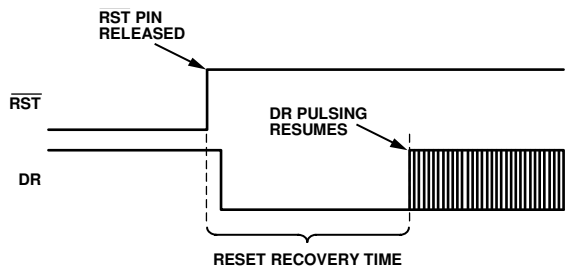 RST PIN
RELEASED
RST
DR PULSING
RESUMES
DR
RESET RECOVERY TIME